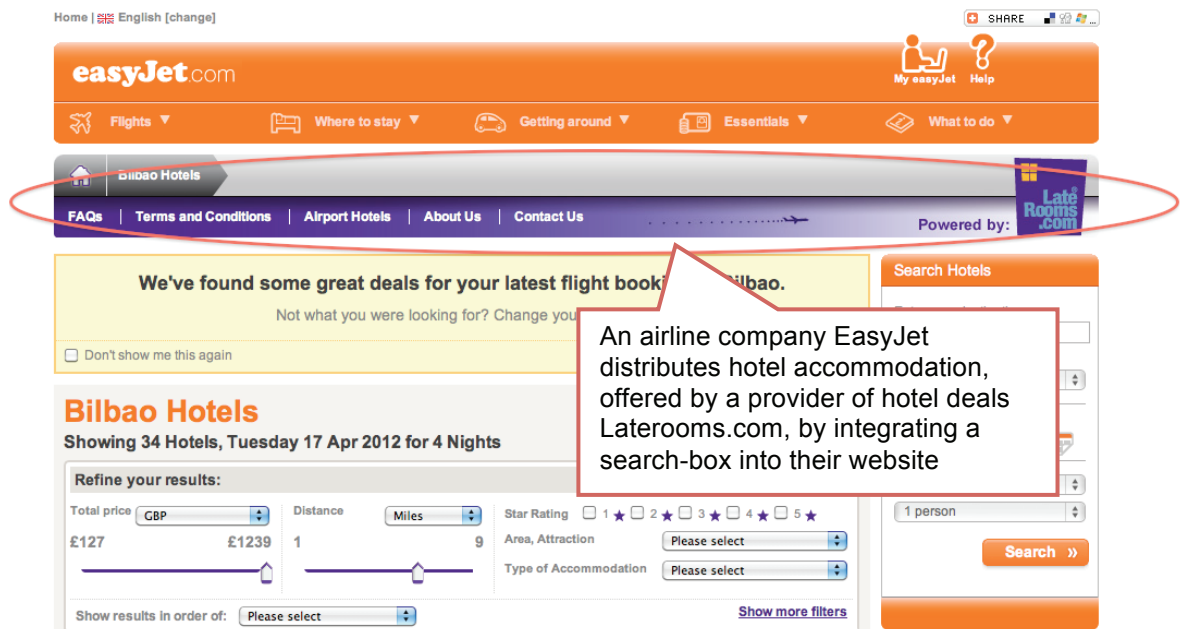 Home | English [change]
SHARE ...
easyJet.com
My easyJet Help
Flights ▼ Where to stay ▼ Getting around ▼ Essentials ▼ What to do ▼
Bilbao Hotels
FAQs | Terms and Conditions | Airport Hotels | About Us | Contact Us
Powered by:
Late
Rooms
.com
We've found some great deals for your latest flight
Not what you were looking for? Change
Don't show me this again
Search Hotels
An airline company EasyJet
distributes hotel accommodation,
offered by a provider of hotel deals
Laterooms.com, by integrating a
search-box into their website
Bilbao Hotels
Showing 34 Hotels, Tuesday 17 Apr 2012 for 4 Nights
Refine your results:
Total price GBP Distance Miles Star Rating 1 ★ 2 ★ 3 ★ 4 ★ 5 ★
£127 £1239 1 9 Area, Attraction Please select
Type of Accommodation Please select
Show results in order of: Please select Show more filters
1 person
Search »